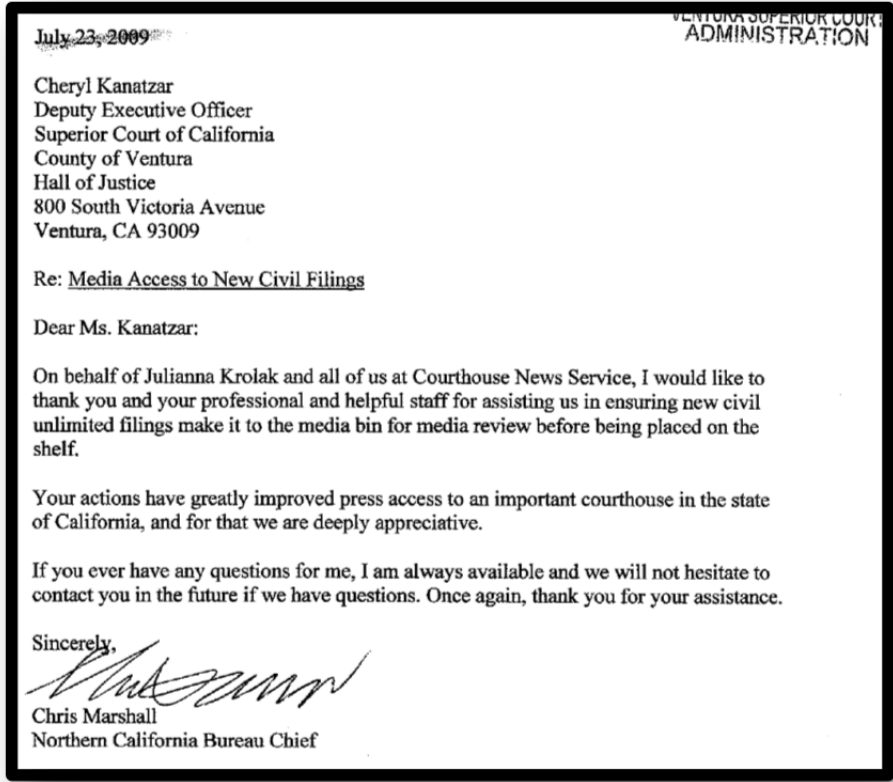 July 23, 2009
VENTURA SUPERIOR COURT
ADMINISTRATION
Cheryl Kanatzar
Deputy Executive Officer
Superior Court of California
County of Ventura
Hall of Justice
800 South Victoria Avenue
Ventura, CA 93009
Re: Media Access to New Civil Filings
Dear Ms. Kanatzar:
On behalf of Julianna Krolak and all of us at Courthouse News Service, I would like to
thank you and your professional and helpful staff for assisting us in ensuring new civil
unlimited filings make it to the media bin for media review before being placed on the
shelf.
Your actions have greatly improved press access to an important courthouse in the state
of California, and for that we are deeply appreciative.
If you ever have any questions for me, I am always available and we will not hesitate to
contact you in the future if we have questions. Once again, thank you for your assistance.
Sincerely,
Chris Marshall
Northern California Bureau Chief